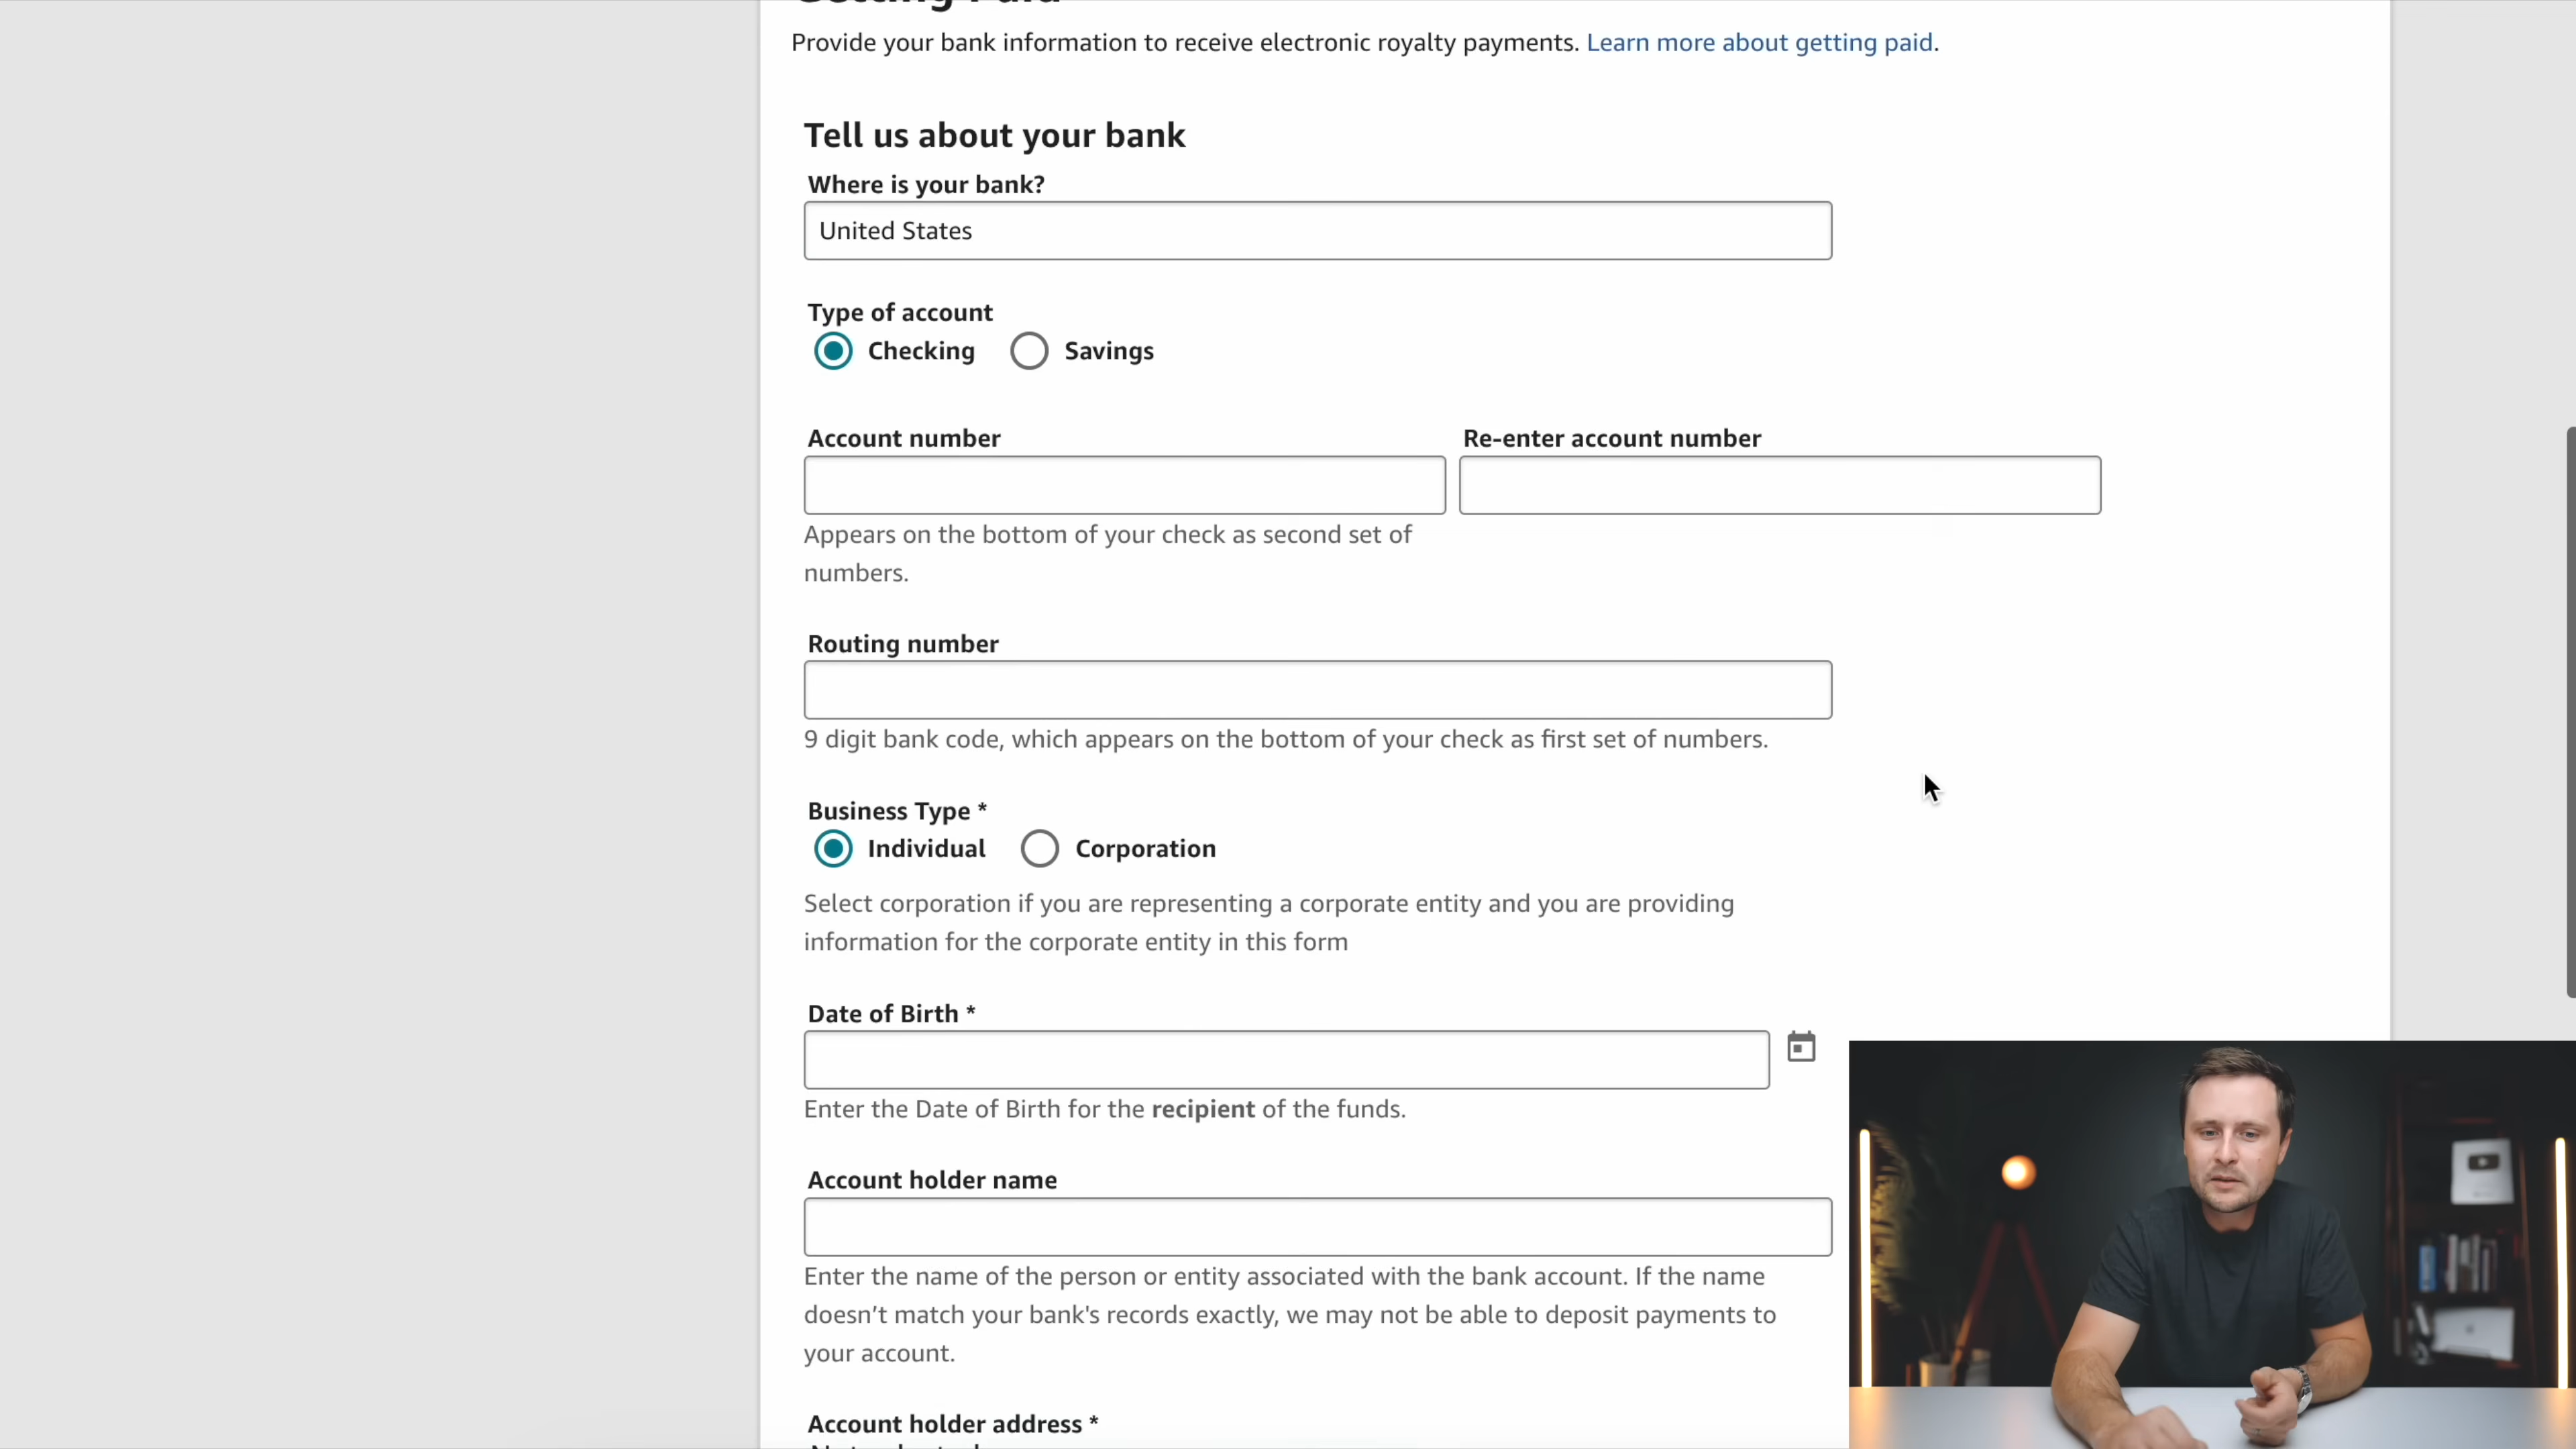 Getting Paid
Provide your bank information to receive electronic royalty payments. Learn more about getting paid.
Tell us about your bank
Where is your bank?
United States
Type of account
Checking Savings
Account number Re-enter account number
Appears on the bottom of your check as second set of
numbers.
Routing number
9 digit bank code, which appears on the bottom of your check as first set of numbers.
Business Type *
Individual Corporation
Select corporation if you are representing a corporate entity and you are providing
information for the corporate entity in this form
Date of Birth *
Enter the Date of Birth for the recipient of the funds.
Account holder name
Enter the name of the person or entity associated with the bank account. If the name
doesn’t match your bank's records exactly, we may not be able to deposit payments to
your account.
Account holder address *